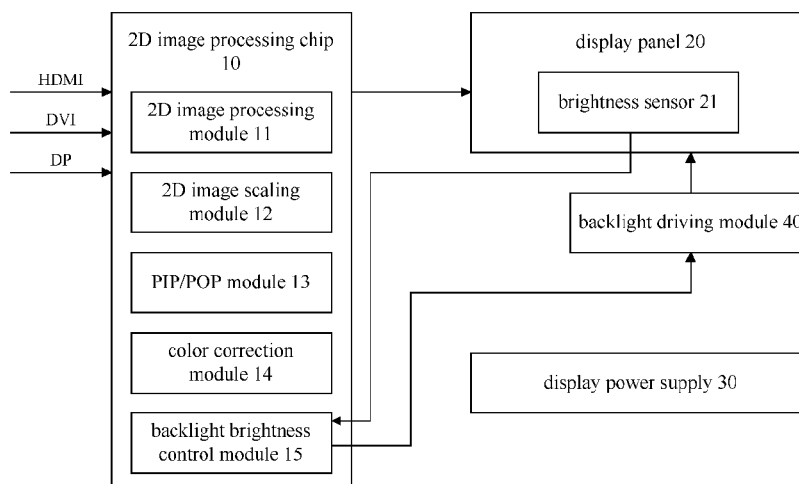 2D image processing chip
10
HDMI
DVI
DP
2D image processing
module 11
2D image scaling
module 12
PIP/POP module 13
color correction
module 14
backlight brightness
control module 15
display panel 20
brightness sensor 21
backlight driving module 40
display power supply 30